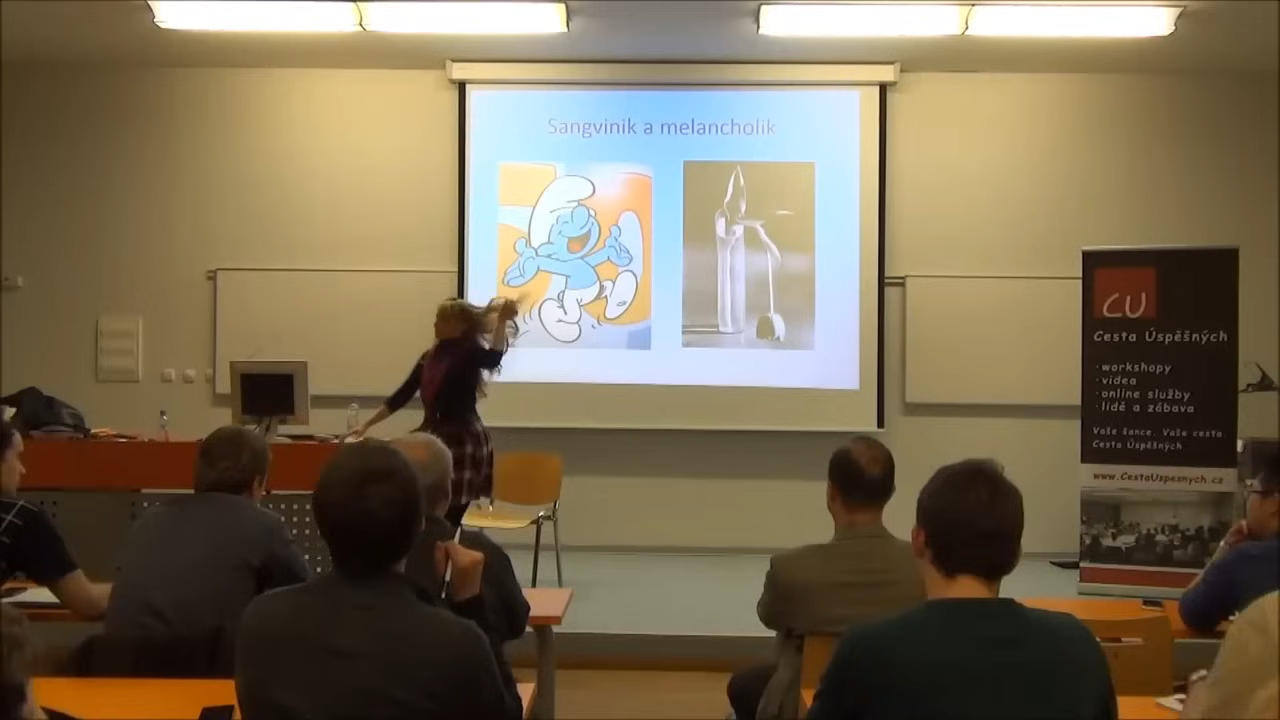 Sangvinik a melancholik
CU
Cesta Úspěšných
· workshopy
· videa
· online služby
· lidé a zábava
Vaše šance. Vaše cesta.
Cesta Úspěšných
www.CestaUspesnych.cz